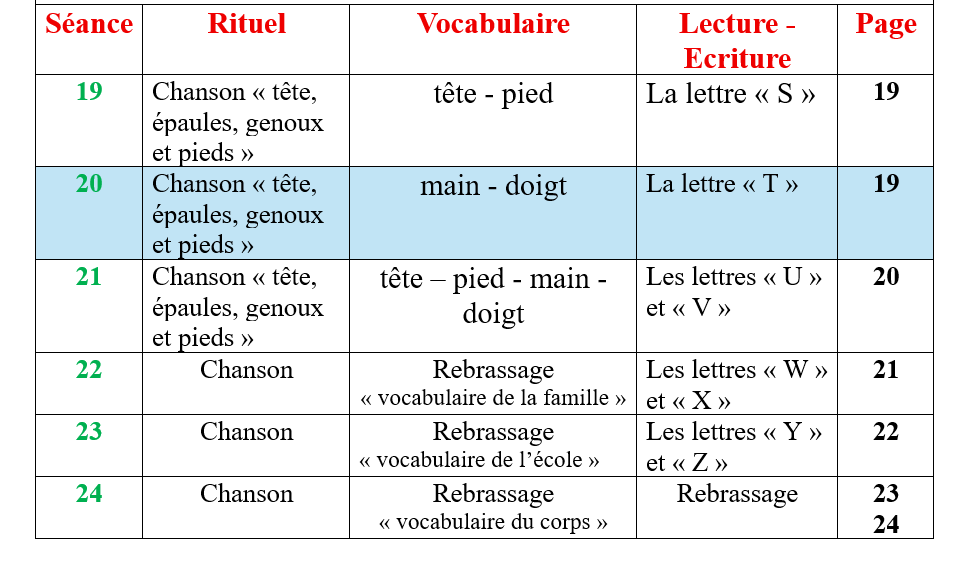 Séance Rituel Vocabulaire Lecture -
Ecriture Page
19 Chanson « tête, tête - pied La lettre « S » 19
épaules, genoux
et pieds »
20 Chanson « tête, main - doigt La lettre « T » 19
épaules, genoux
et pieds »
21 Chanson « tête, tête – pied - main - Les lettres « U » 20
épaules, genoux doigt et « V »
et pieds »
22 Chanson Rebrassage Les lettres « W » 21
« vocabulaire de la famille » et « X »
23 Chanson Rebrassage Les lettres « Y » 22
« vocabulaire de l’école » et « Z »
24 Chanson Rebrassage Rebrassage 23
« vocabulaire du corps » 24